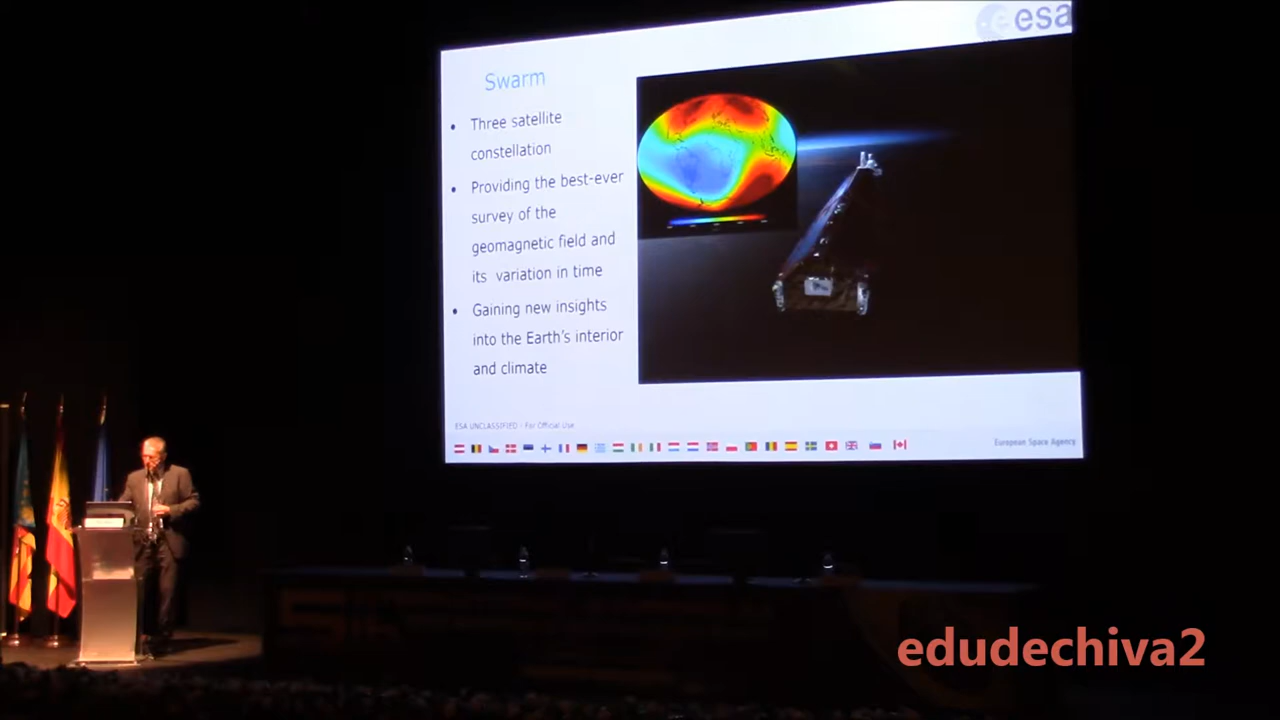 esa
Swarm
• Three satellite
constellation
• Providing the best-ever
survey of the
geomagnetic field and
its variation in time
• Gaining new insights
into the Earth's interior
and climate
ESA UNCLASSIFIED - For Official Use
European Space Agency
edudechiva2